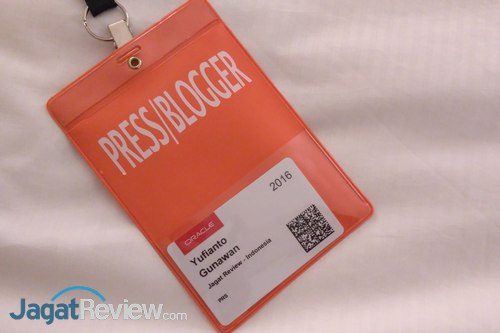 PRESS/BLOGGER
2016
ORACLE
Yufianto
Gunawan
Jagat Review - Indonesia
PRS
JagatReview.com